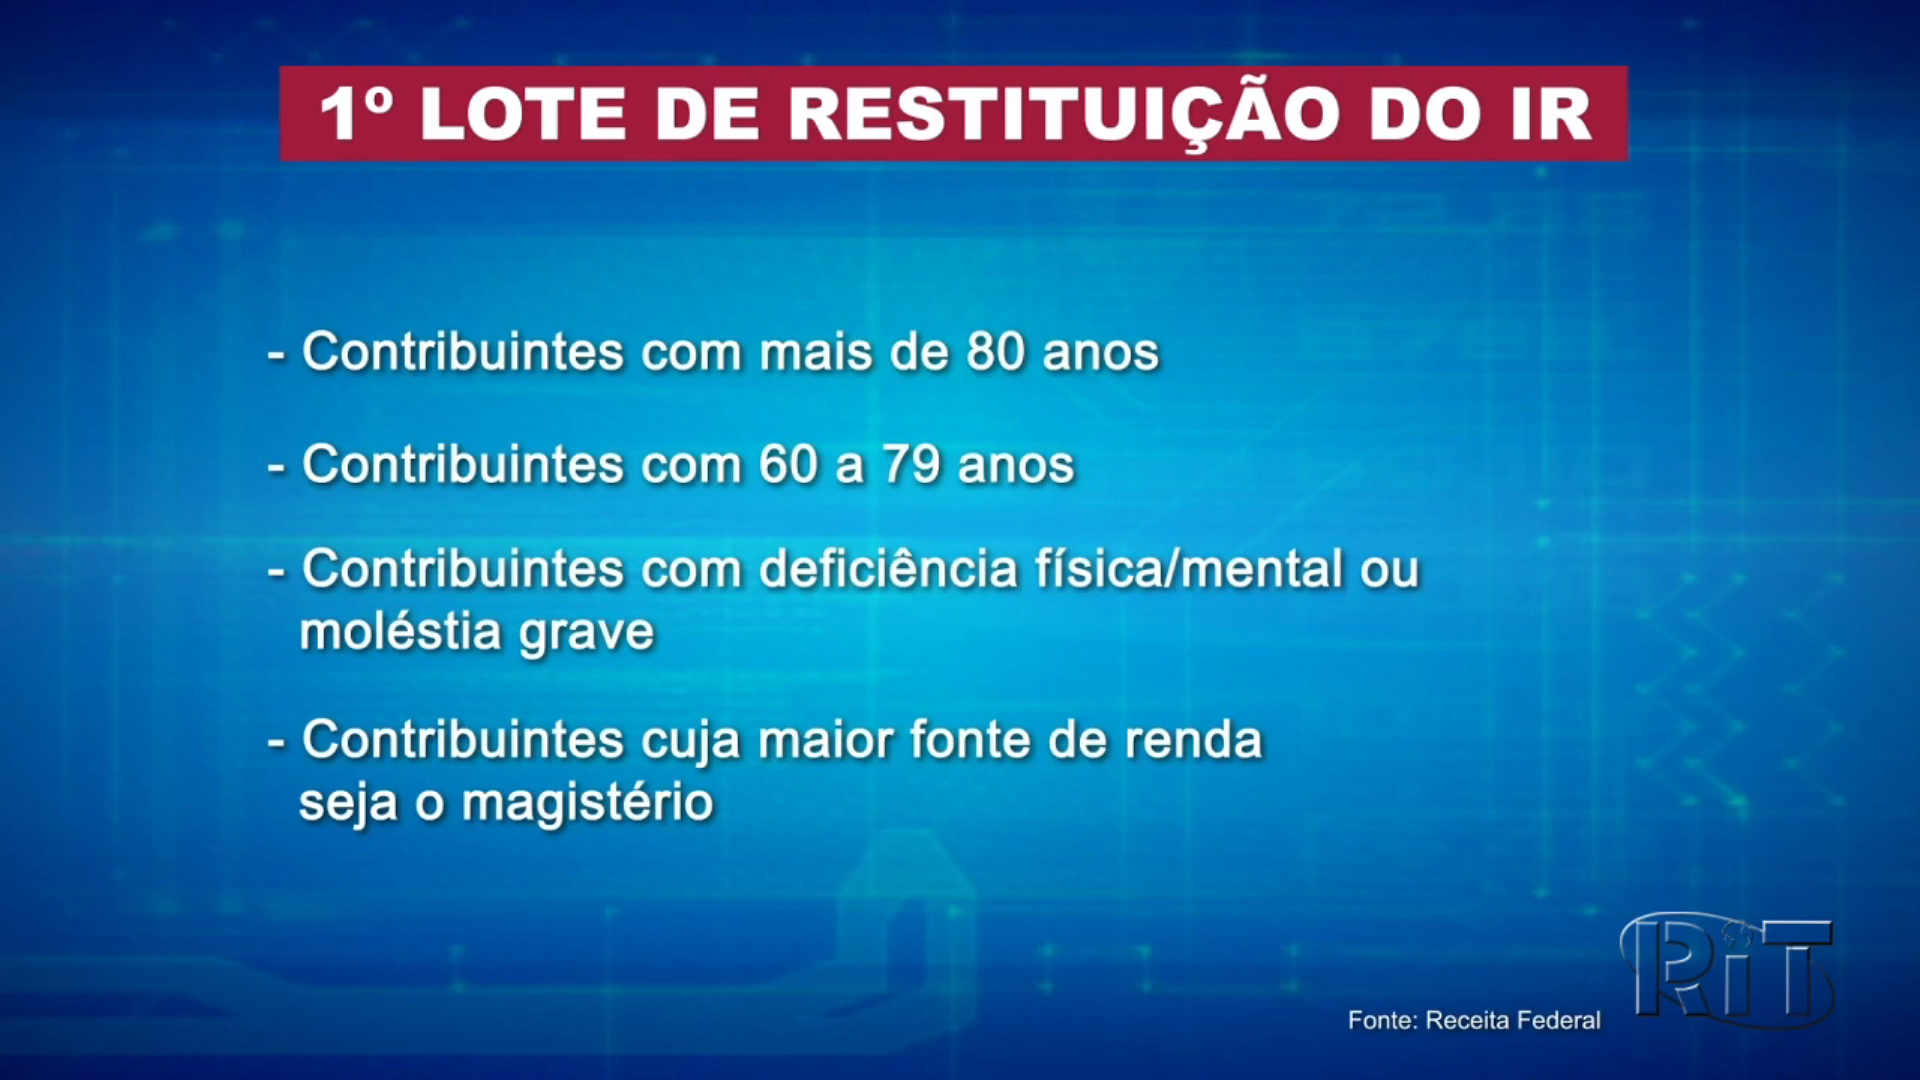 1º LOTE DE RESTITUIÇÃO DO IR
- Contribuintes com mais de 80 anos
- Contribuintes com 60 a 79 anos
- Contribuintes com deficiência física/mental ou
moléstia grave
- Contribuintes cuja maior fonte de renda
seja o magistério
Fonte: Receita Federal
RiT